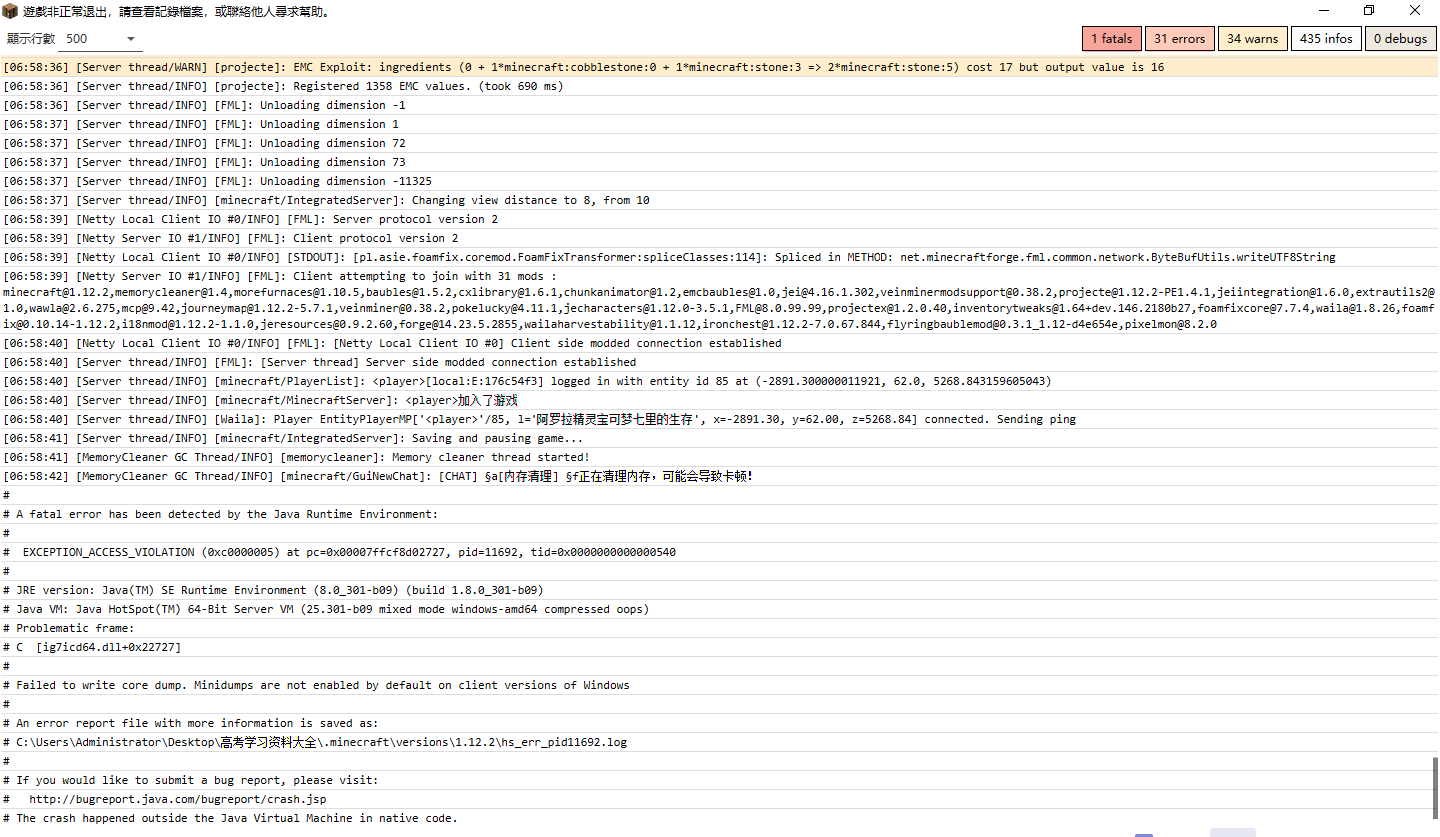 遊戲非正常退出，請查看記錄檔案，或聯絡他人尋求幫助。
顯示行數 500 1 fatals 31 errors 34 warns 435 infos 0 debugs
[06:58:36] [Server thread/WARN] [projecte]: EMC Exploit: ingredients (0 + 1*minecraft:cobblestone:0 + 1*minecraft:stone:3 => 2*minecraft:stone:5) cost 17 but output value is 16
[06:58:36] [Server thread/INFO] [projecte]: Registered 1358 EMC values. (took 690 ms)
[06:58:36] [Server thread/INFO] [FML]: Unloading dimension -1
[06:58:37] [Server thread/INFO] [FML]: Unloading dimension 1
[06:58:37] [Server thread/INFO] [FML]: Unloading dimension 72
[06:58:37] [Server thread/INFO] [FML]: Unloading dimension 73
[06:58:37] [Server thread/INFO] [FML]: Unloading dimension -11325
[06:58:37] [Server thread/INFO] [minecraft/IntegratedServer]: Changing view distance to 8, from 10
[06:58:39] [Netty Local Client IO #0/INFO] [FML]: Server protocol version 2
[06:58:39] [Netty Server IO #1/INFO] [FML]: Client protocol version 2
[06:58:39] [Netty Local Client IO #0/INFO] [STDOUT]: [pl.asie.foamfix.coremod.FoamFixTransformer:spliceClasses:114]: Spliced in METHOD: net.minecraftforge.fml.common.network.ByteBufUtils.writeUTF8String
[06:58:39] [Netty Server IO #1/INFO] [FML]: Client attempting to join with 31 mods :
minecraft@1.12.2,memorycleaner@1.4,morefurnaces@1.10.5,baubles@1.5.2,cxlibrary@1.6.1,chunkanimator@1.2,emcbaubles@1.0,jei@4.16.1.302,veinminermodsupport@0.38.2,projecte@1.12.2-PE1.4.1,jeiintegration@1.6.0,extrautils2@
1.0,wawla@2.6.275,mcp@9.42,journeymap@1.12.2-5.7.1,veinminer@0.38.2,pokelucky@4.11.1,jecharacters@1.12.0-3.5.1,FML@8.0.99.99,projectex@1.2.0.40,inventorytweaks@1.64+dev.146.2180b27,foamfixcore@7.7.4,waila@1.8.26,foamf
ix@0.10.14-1.12.2,i18nmod@1.12.2-1.1.0,jeresources@0.9.2.60,forge@14.23.5.2855,wailaharvestability@1.1.12,ironchest@1.12.2-7.0.67.844,flyringbaublemod@0.3.1_1.12-d4e654e,pixelmon@8.2.0
[06:58:40] [Netty Local Client IO #0/INFO] [FML]: [Netty Local Client IO #0] Client side modded connection established
[06:58:40] [Server thread/INFO] [FML]: [Server thread] Server side modded connection established
[06:58:40] [Server thread/INFO] [minecraft/PlayerList]: <player>[local:E:176c54f3] logged in with entity id 85 at (-2891.300000011921, 62.0, 5268.843159605043)
[06:58:40] [Server thread/INFO] [minecraft/MinecraftServer]: <player>加入了游戏
[06:58:40] [Server thread/INFO] [Waila]: Player EntityPlayerMP['<player>'/85, l='阿罗拉精灵宝可梦七里的生存', x=-2891.30, y=62.00, z=5268.84] connected. Sending ping
[06:58:41] [Server thread/INFO] [minecraft/IntegratedServer]: Saving and pausing game...
[06:58:41] [MemoryCleaner GC Thread/INFO] [memorycleaner]: Memory cleaner thread started!
[06:58:42] [MemoryCleaner GC Thread/INFO] [minecraft/GuiNewChat]: [CHAT] §a[内存清理] §f正在清理内存，可能会导致卡顿！
#
# A fatal error has been detected by the Java Runtime Environment:
#
#  EXCEPTION_ACCESS_VIOLATION (0xc0000005) at pc=0x00007ffcf8d02727, pid=11692, tid=0x0000000000000540
#
# JRE version: Java(TM) SE Runtime Environment (8.0_301-b09) (build 1.8.0_301-b09)
# Java VM: Java HotSpot(TM) 64-Bit Server VM (25.301-b09 mixed mode windows-amd64 compressed oops)
# Problematic frame:
# C  [ig7icd64.dll+0x22727]
#
# Failed to write core dump. Minidumps are not enabled by default on client versions of Windows
#
# An error report file with more information is saved as:
# C:\Users\Administrator\Desktop\高考学习资料大全\.minecraft\versions\1.12.2\hs_err_pid11692.log
#
# If you would like to submit a bug report, please visit:
#   http://bugreport.java.com/bugreport/crash.jsp
# The crash happened outside the Java Virtual Machine in native code.